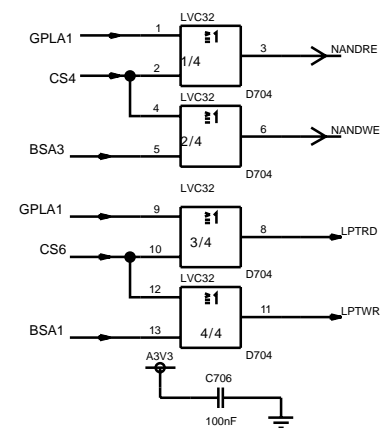 LVC32
GPLA1 1 ≥1 3 NANDRE
1/4
CS4 2
LVC32 D704
4 ≥1 6 NANDWE
2/4
BSA3 5
D704
LVC32
GPLA1 9 ≥1 8 LPTRD
3/4
CS6 10
LVC32 D704
12 ≥1 11 LPTWR
BSA1 13 4/4
D704
A3V3
C706
100nF